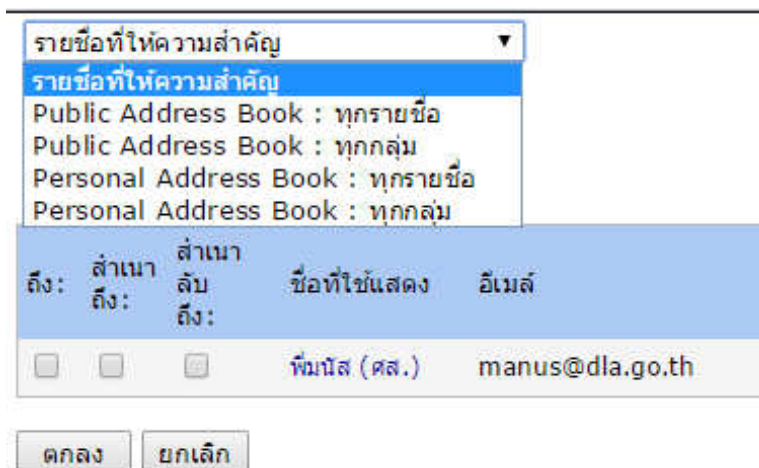 รายชื่อที่ให้ความสำคัญ ▼
รายชื่อที่ให้ความสำคัญ
Public Address Book : ทุกรายชื่อ
Public Address Book : ทุกกลุ่ม
Personal Address Book : ทุกรายชื่อ
Personal Address Book : ทุกกลุ่ม
ถึง: สำเนาถึง: สำเนาลับถึง: ชื่อที่ใช้แสดง อีเมล์
พี่มนัส (ศส.) manus@dla.go.th
ตกลง ยกเลิก